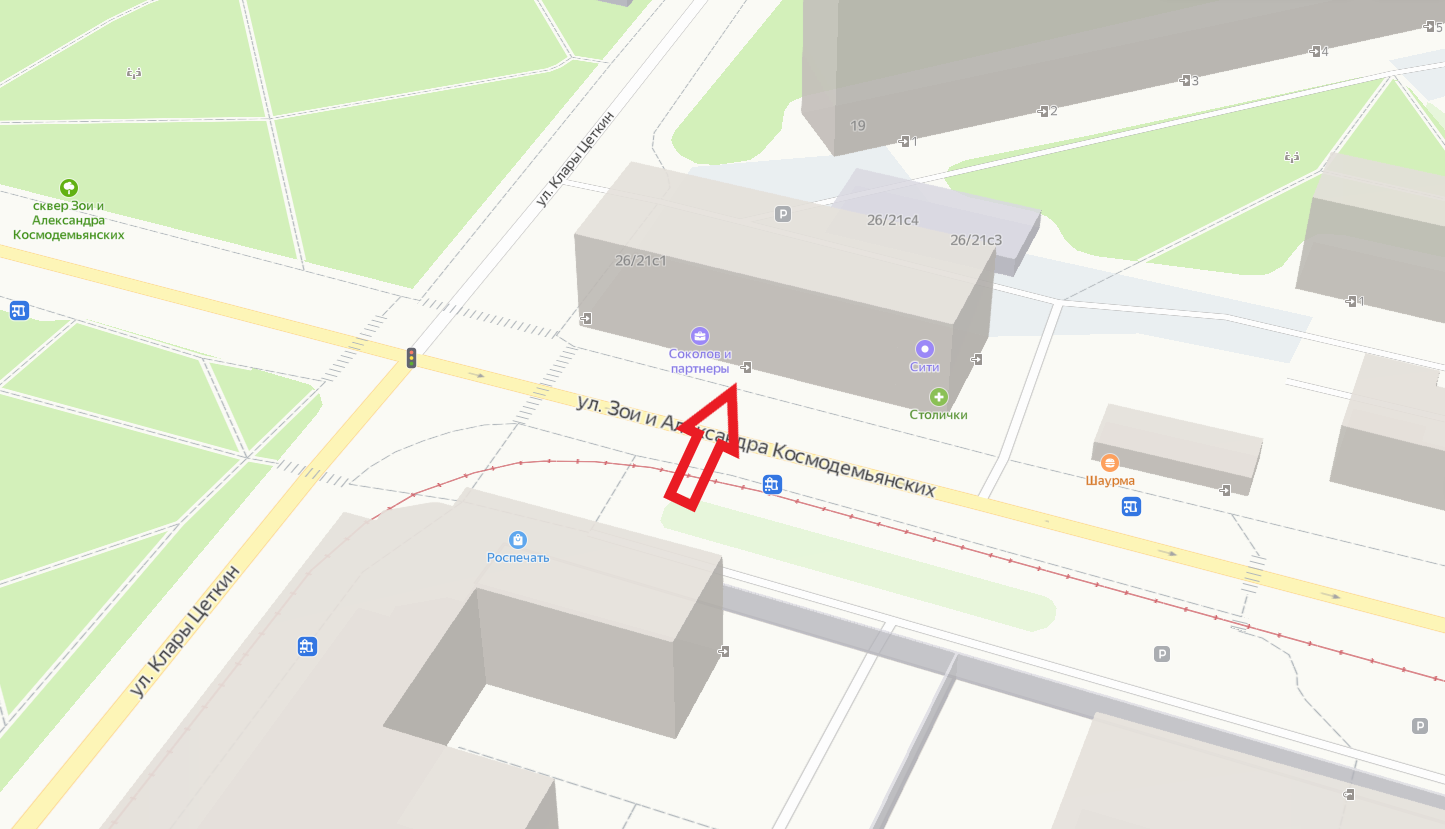 5
4
3
2
1
19
ул. Клары Цеткин
сквер Зои и
Александра
Космодемьянских
P
26/21с4
26/21с3
26/21с1
1
Соколов и
партнеры
Сити
Столички
ул. Зои и Александра Космодемьянских
Шаурма
Роспечать
ул. Клары Цеткин
P
P